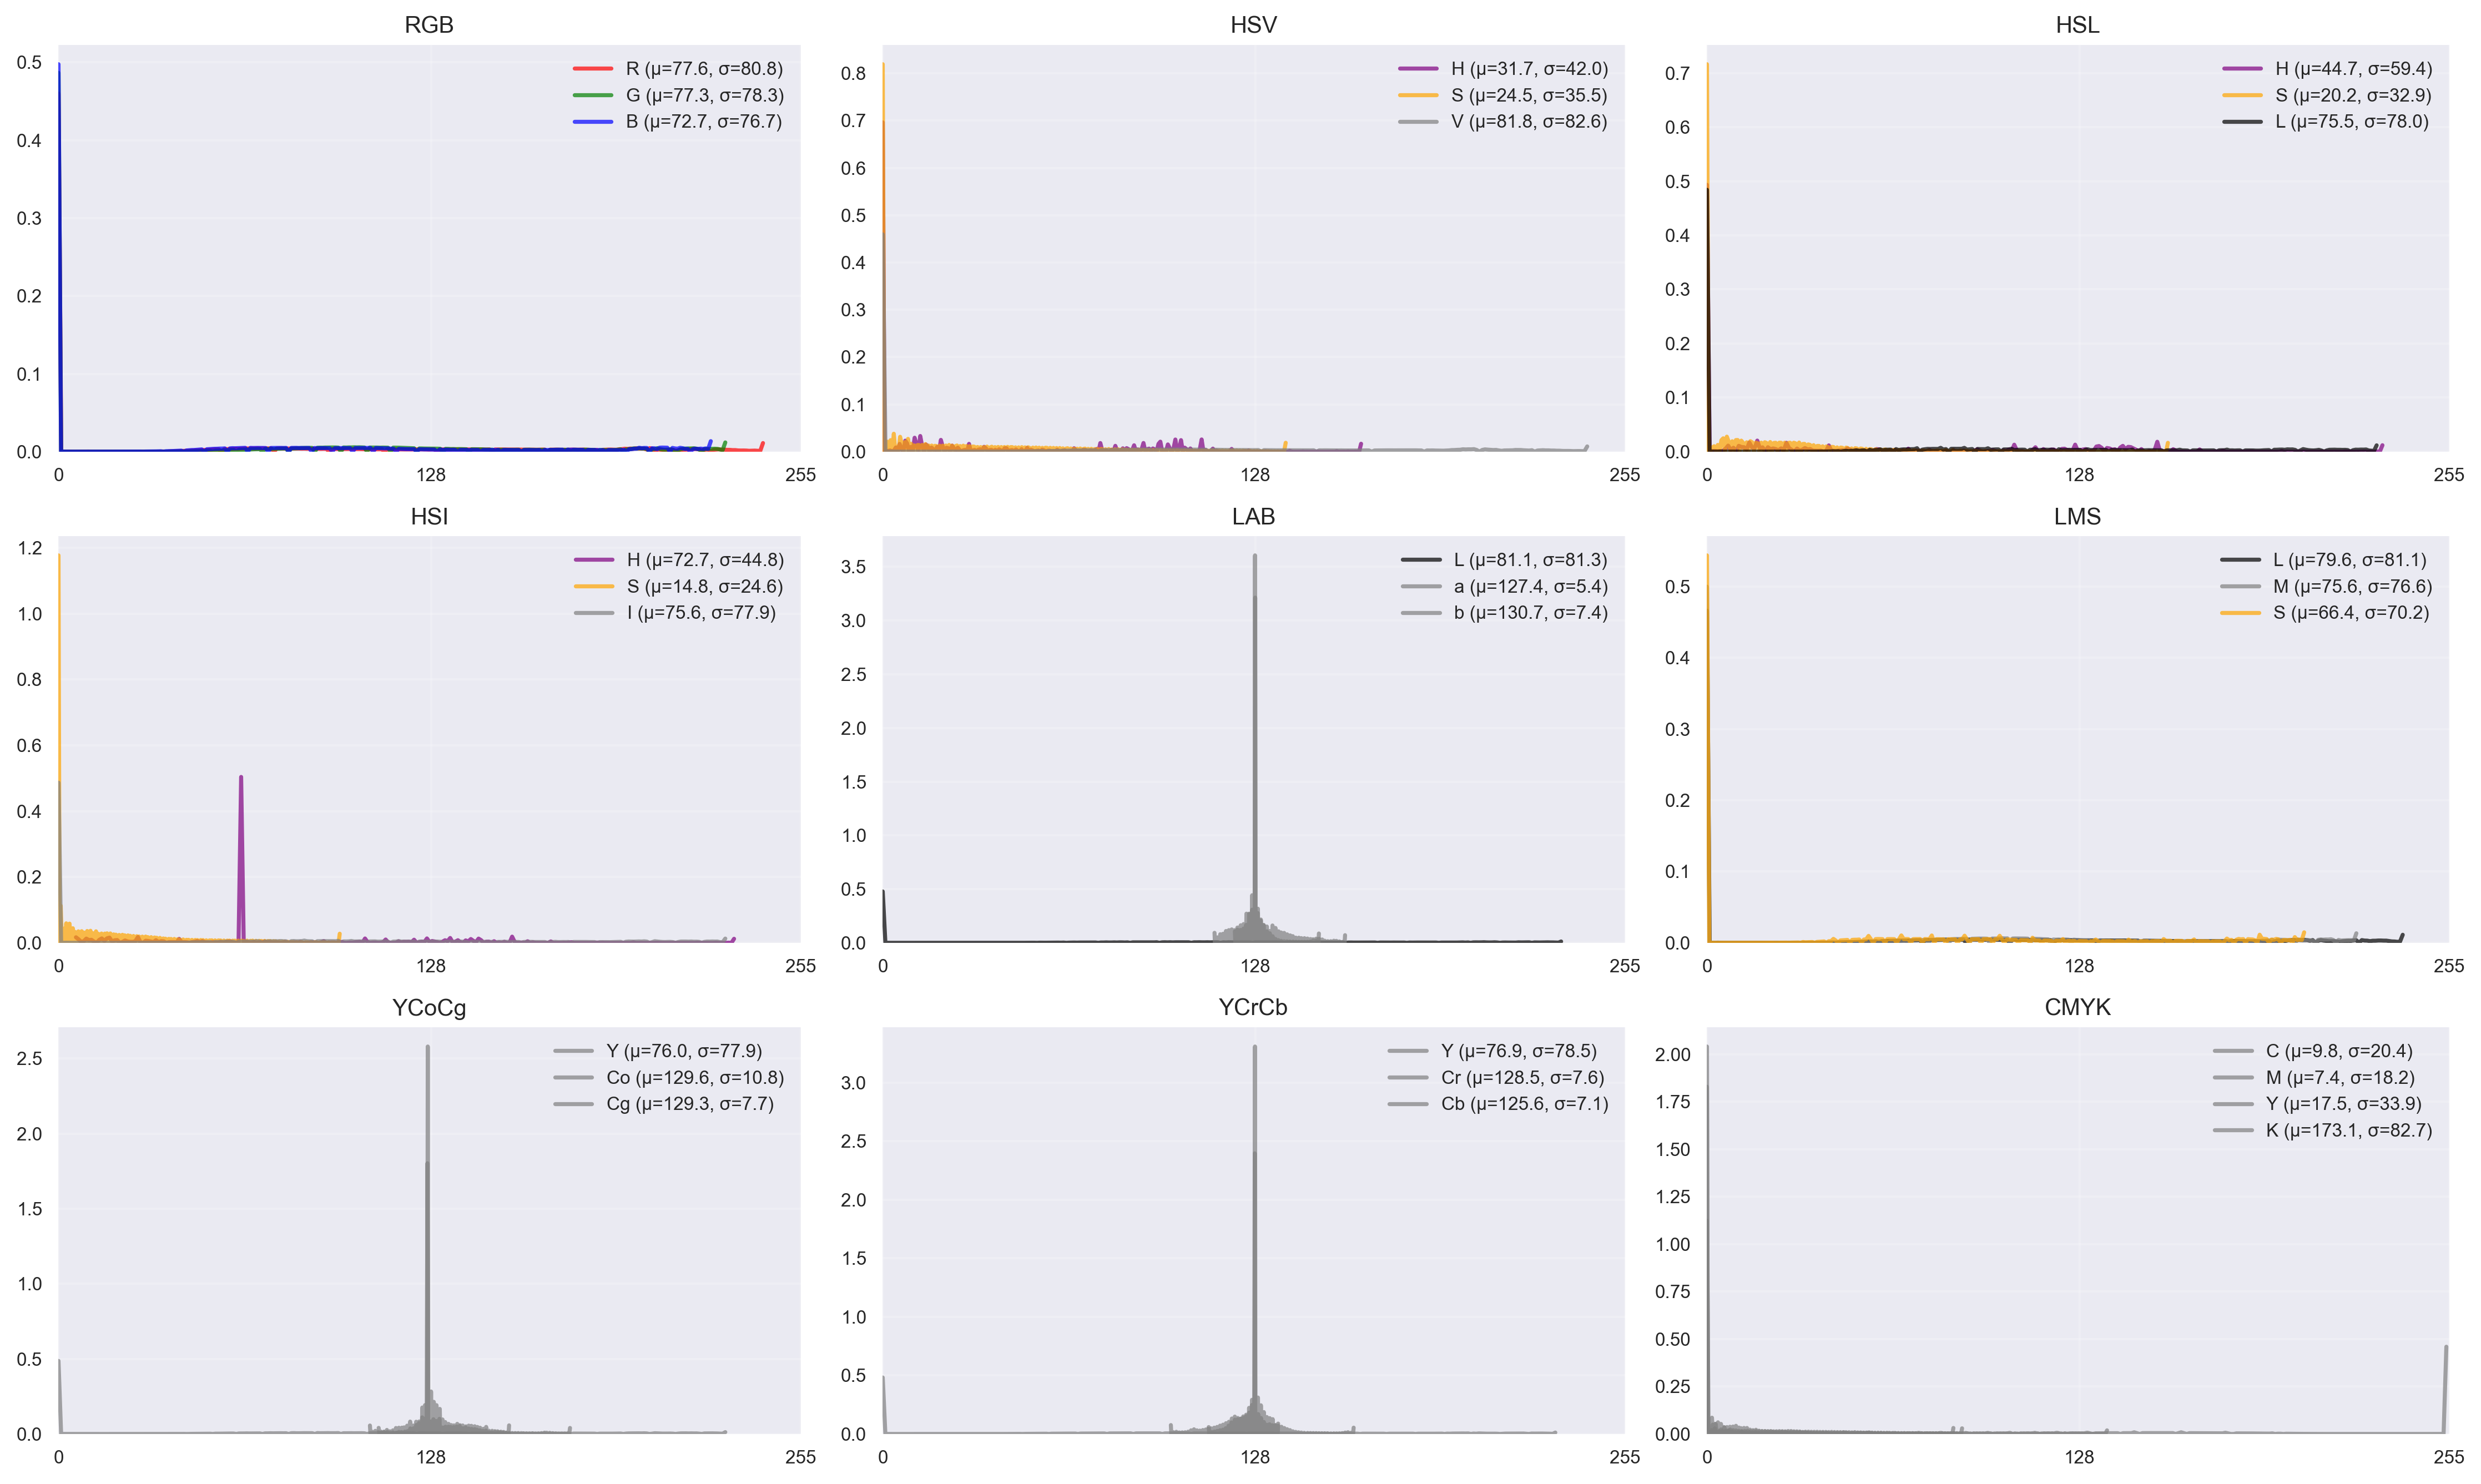 RGB
R (μ=77.6, σ=80.8)
G (μ=77.3, σ=78.3)
B (μ=72.7, σ=76.7)
0.5
0.4
0.3
0.2
0.1
0.0
0 128 255
HSV
H (μ=31.7, σ=42.0)
S (μ=24.5, σ=35.5)
V (μ=81.8, σ=82.6)
0.8
0.7
0.6
0.5
0.4
0.3
0.2
0.1
0.0
0 128 255
HSL
H (μ=44.7, σ=59.4)
S (μ=20.2, σ=32.9)
L (μ=75.5, σ=78.0)
0.7
0.6
0.5
0.4
0.3
0.2
0.1
0.0
0 128 255
HSI
H (μ=72.7, σ=44.8)
S (μ=14.8, σ=24.6)
I (μ=75.6, σ=77.9)
1.2
1.0
0.8
0.6
0.4
0.2
0.0
0 128 255
LAB
L (μ=81.1, σ=81.3)
a (μ=127.4, σ=5.4)
b (μ=130.7, σ=7.4)
3.5
3.0
2.5
2.0
1.5
1.0
0.5
0.0
0 128 255
LMS
L (μ=79.6, σ=81.1)
M (μ=75.6, σ=76.6)
S (μ=66.4, σ=70.2)
0.5
0.4
0.3
0.2
0.1
0.0
0 128 255
YCoCg
Y (μ=76.0, σ=77.9)
Co (μ=129.6, σ=10.8)
Cg (μ=129.3, σ=7.7)
2.5
2.0
1.5
1.0
0.5
0.0
0 128 255
YCrCb
Y (μ=76.9, σ=78.5)
Cr (μ=128.5, σ=7.6)
Cb (μ=125.6, σ=7.1)
3.0
2.5
2.0
1.5
1.0
0.5
0.0
0 128 255
CMYK
C (μ=9.8, σ=20.4)
M (μ=7.4, σ=18.2)
Y (μ=17.5, σ=33.9)
K (μ=173.1, σ=82.7)
2.00
1.75
1.50
1.25
1.00
0.75
0.50
0.25
0.00
0 128 255